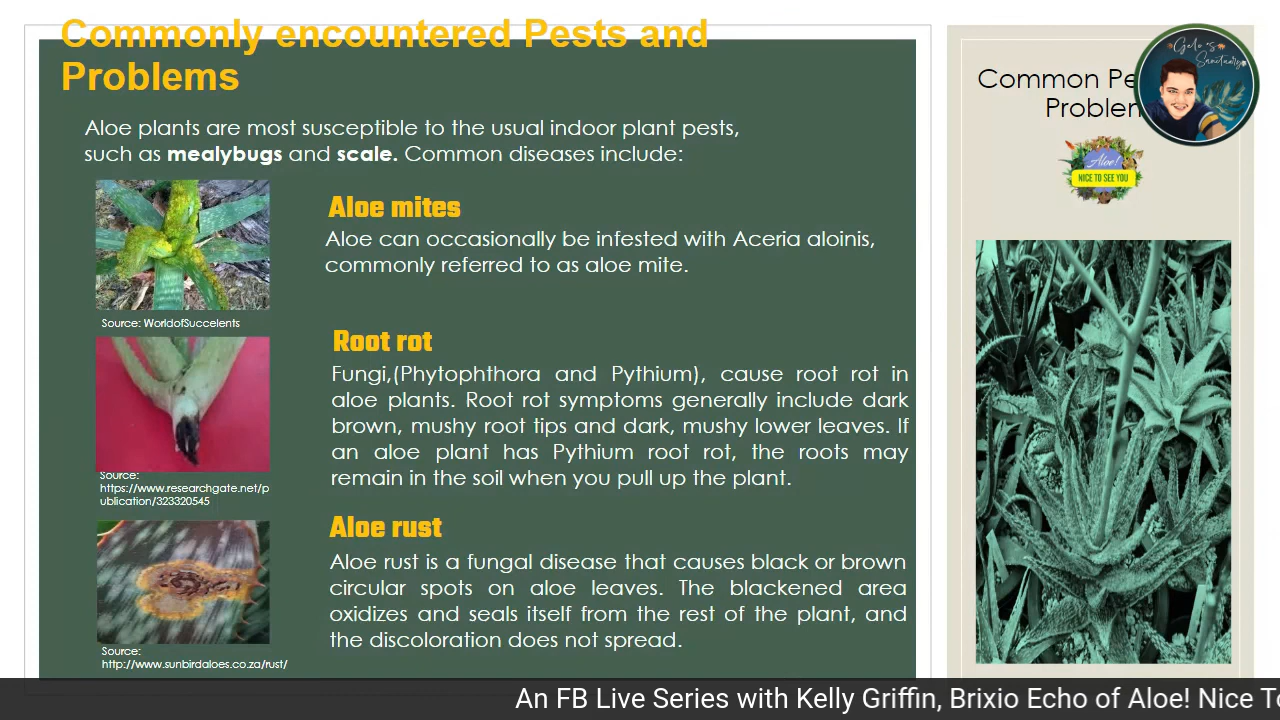 Commonly encountered Pests and
Problems
Aloe plants are most susceptible to the usual indoor plant pests,
such as mealybugs and scale. Common diseases include:
Aloe mites
Aloe can occasionally be infested with Aceria aloinis,
commonly referred to as aloe mite.
Source: WorldofSuccelents
Root rot
Fungi,(Phytophthora and Pythium), cause root rot in
aloe plants. Root rot symptoms generally include dark
brown, mushy root tips and dark, mushy lower leaves. If
an aloe plant has Pythium root rot, the roots may
remain in the soil when you pull up the plant.
Source:
https://www.researchgate.net/p
ublication/323320545
Aloe rust
Aloe rust is a fungal disease that causes black or brown
circular spots on aloe leaves. The blackened area
oxidizes and seals itself from the rest of the plant, and
the discoloration does not spread.
Source:
http://www.sunbirdaloes.co.za/rust/
Common
Gelo's
Sanctuary
Aloe!
NICE TO SEE YOU
An FB Live Series with Kelly Griffin, Brixio Echo of Aloe! Nice